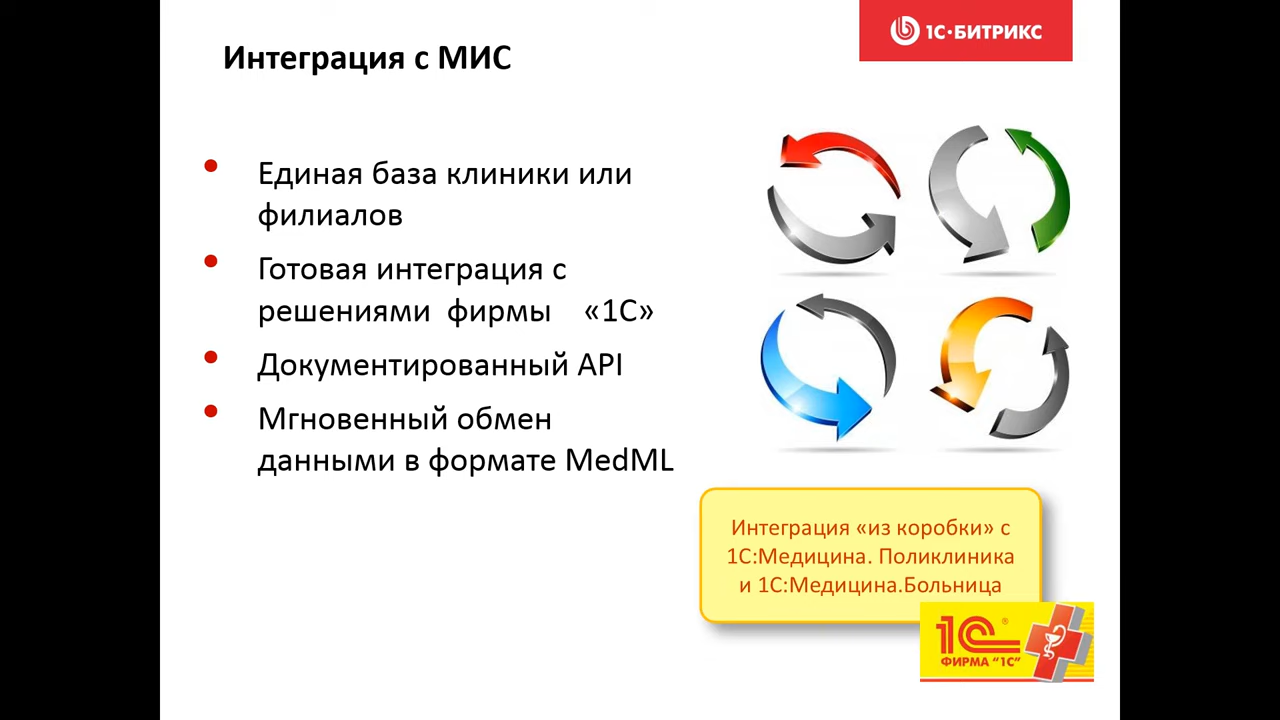 Интеграция с МИС
1С·БИТРИКС
Единая база клиники или
филиалов
Готовая интеграция с
решениями фирмы «1С»
Документированный API
Мгновенный обмен
данными в формате MedML
Интеграция «из коробки» с
1С:Медицина. Поликлиника
и 1С:Медицина.Больница
1С®
ФИРМА "1С"